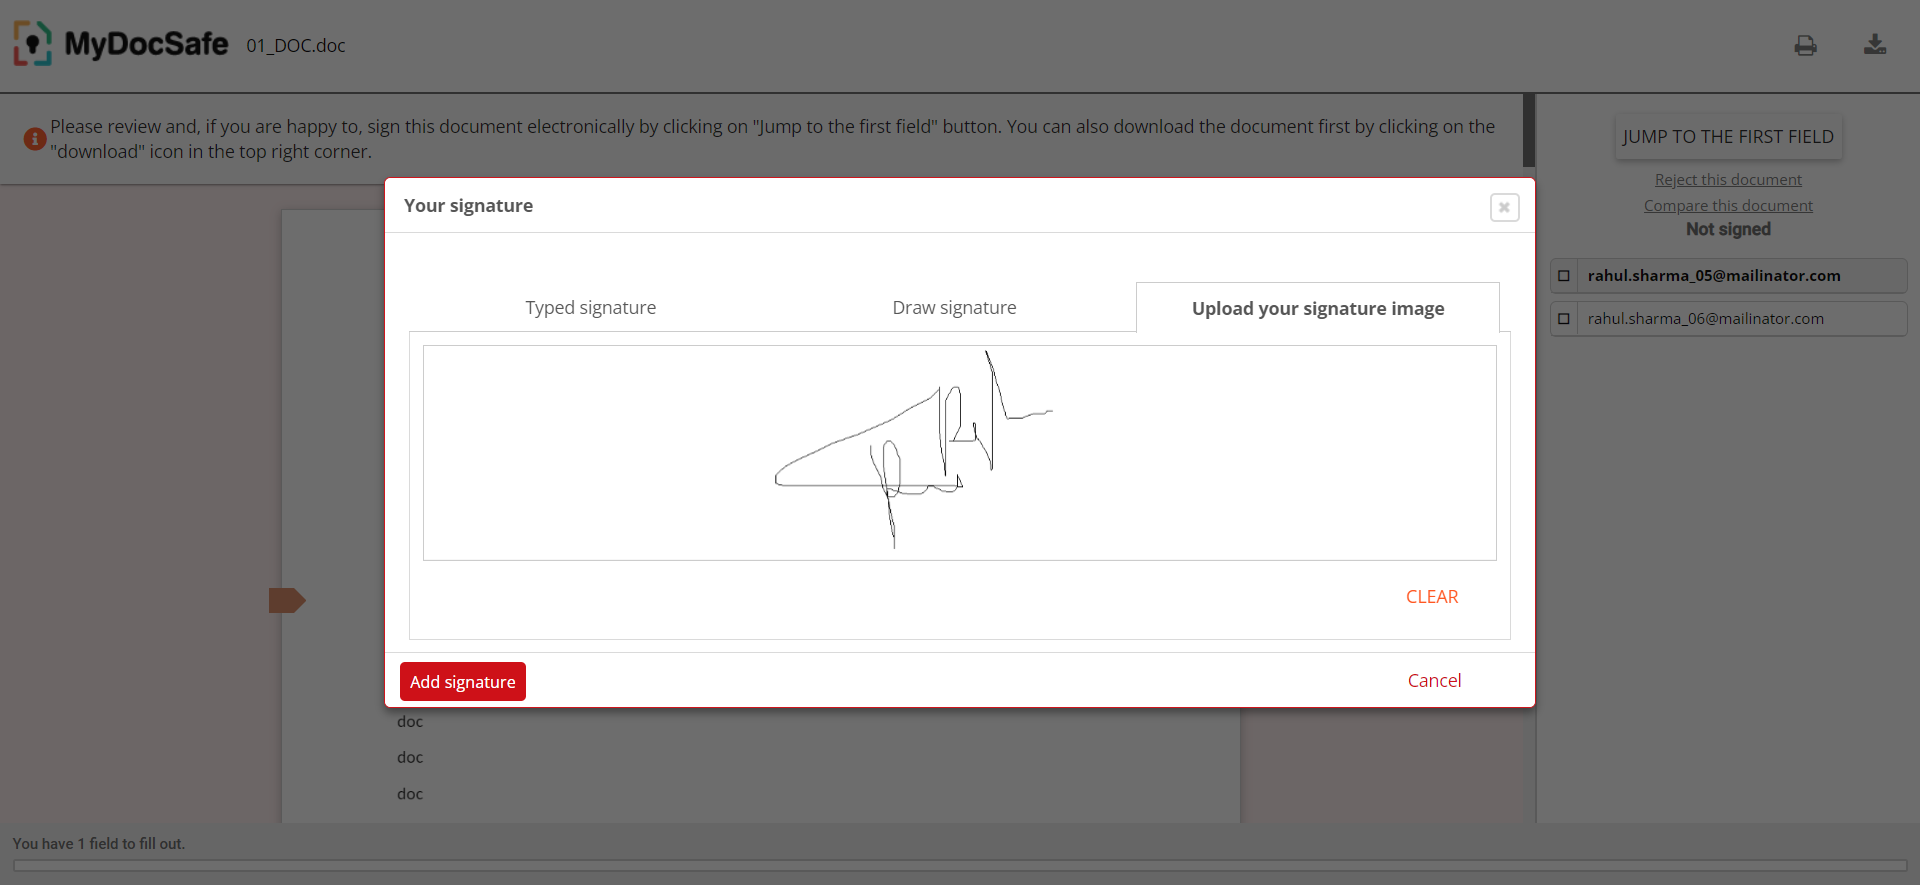 MyDocSafe 01_DOC.doc
Please review and, if you are happy to, sign this document electronically by clicking on "Jump to the first field" button. You can also download the document first by clicking on the
"download" icon in the top right corner.
JUMP TO THE FIRST FIELD
Reject this document
Compare this document
Not signed
rahul.sharma_05@mailinator.com
rahul.sharma_06@mailinator.com
Your signature
Typed signature
Draw signature
Upload your signature image
CLEAR
Add signature
Cancel
doc
doc
doc
You have 1 field to fill out.